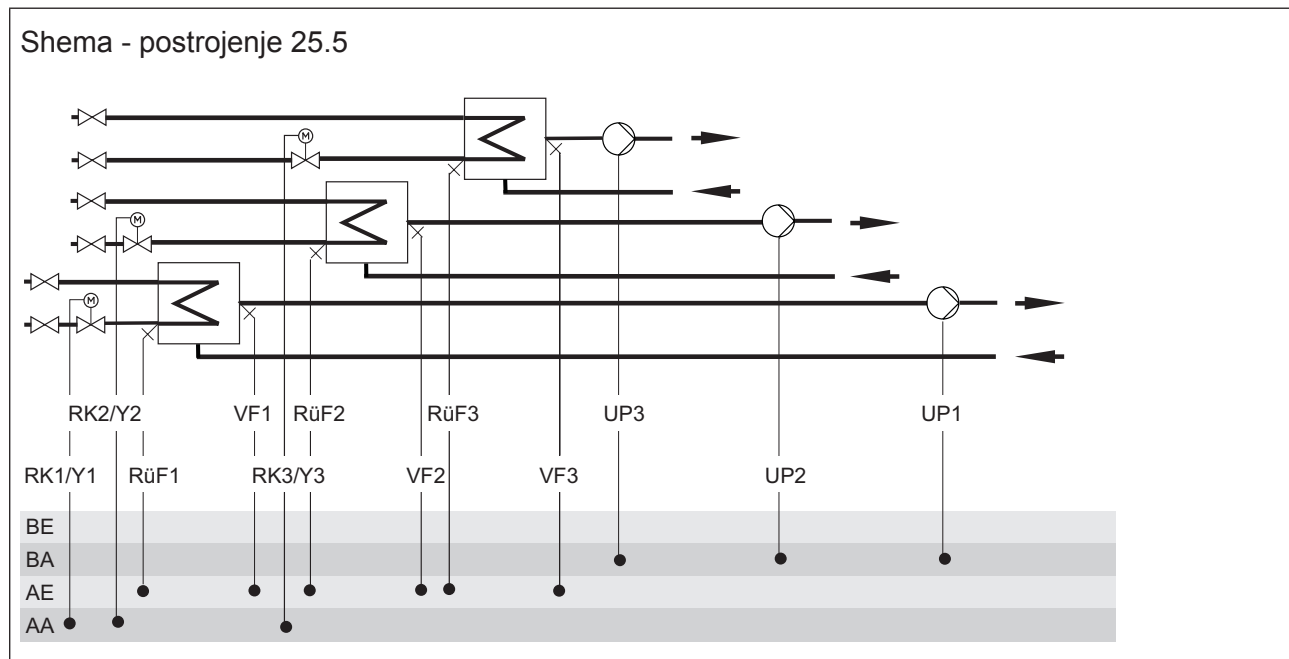 Shema - postrojenje 25.5
M
M
M
RK2/Y2 VF1 RüF2 RüF3 UP3 UP1
RK1/Y1 RüF1 RK3/Y3 VF2 VF3 UP2
BE
BA
AE
AA